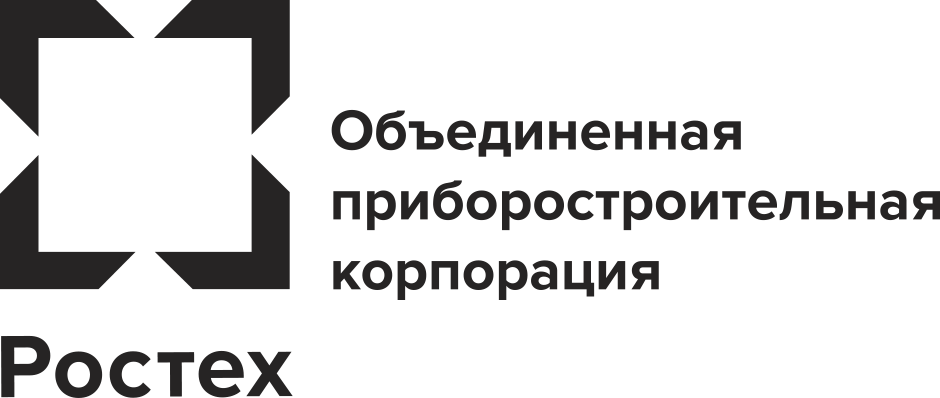 Объединенная
приборостроительная
корпорация
Ростех